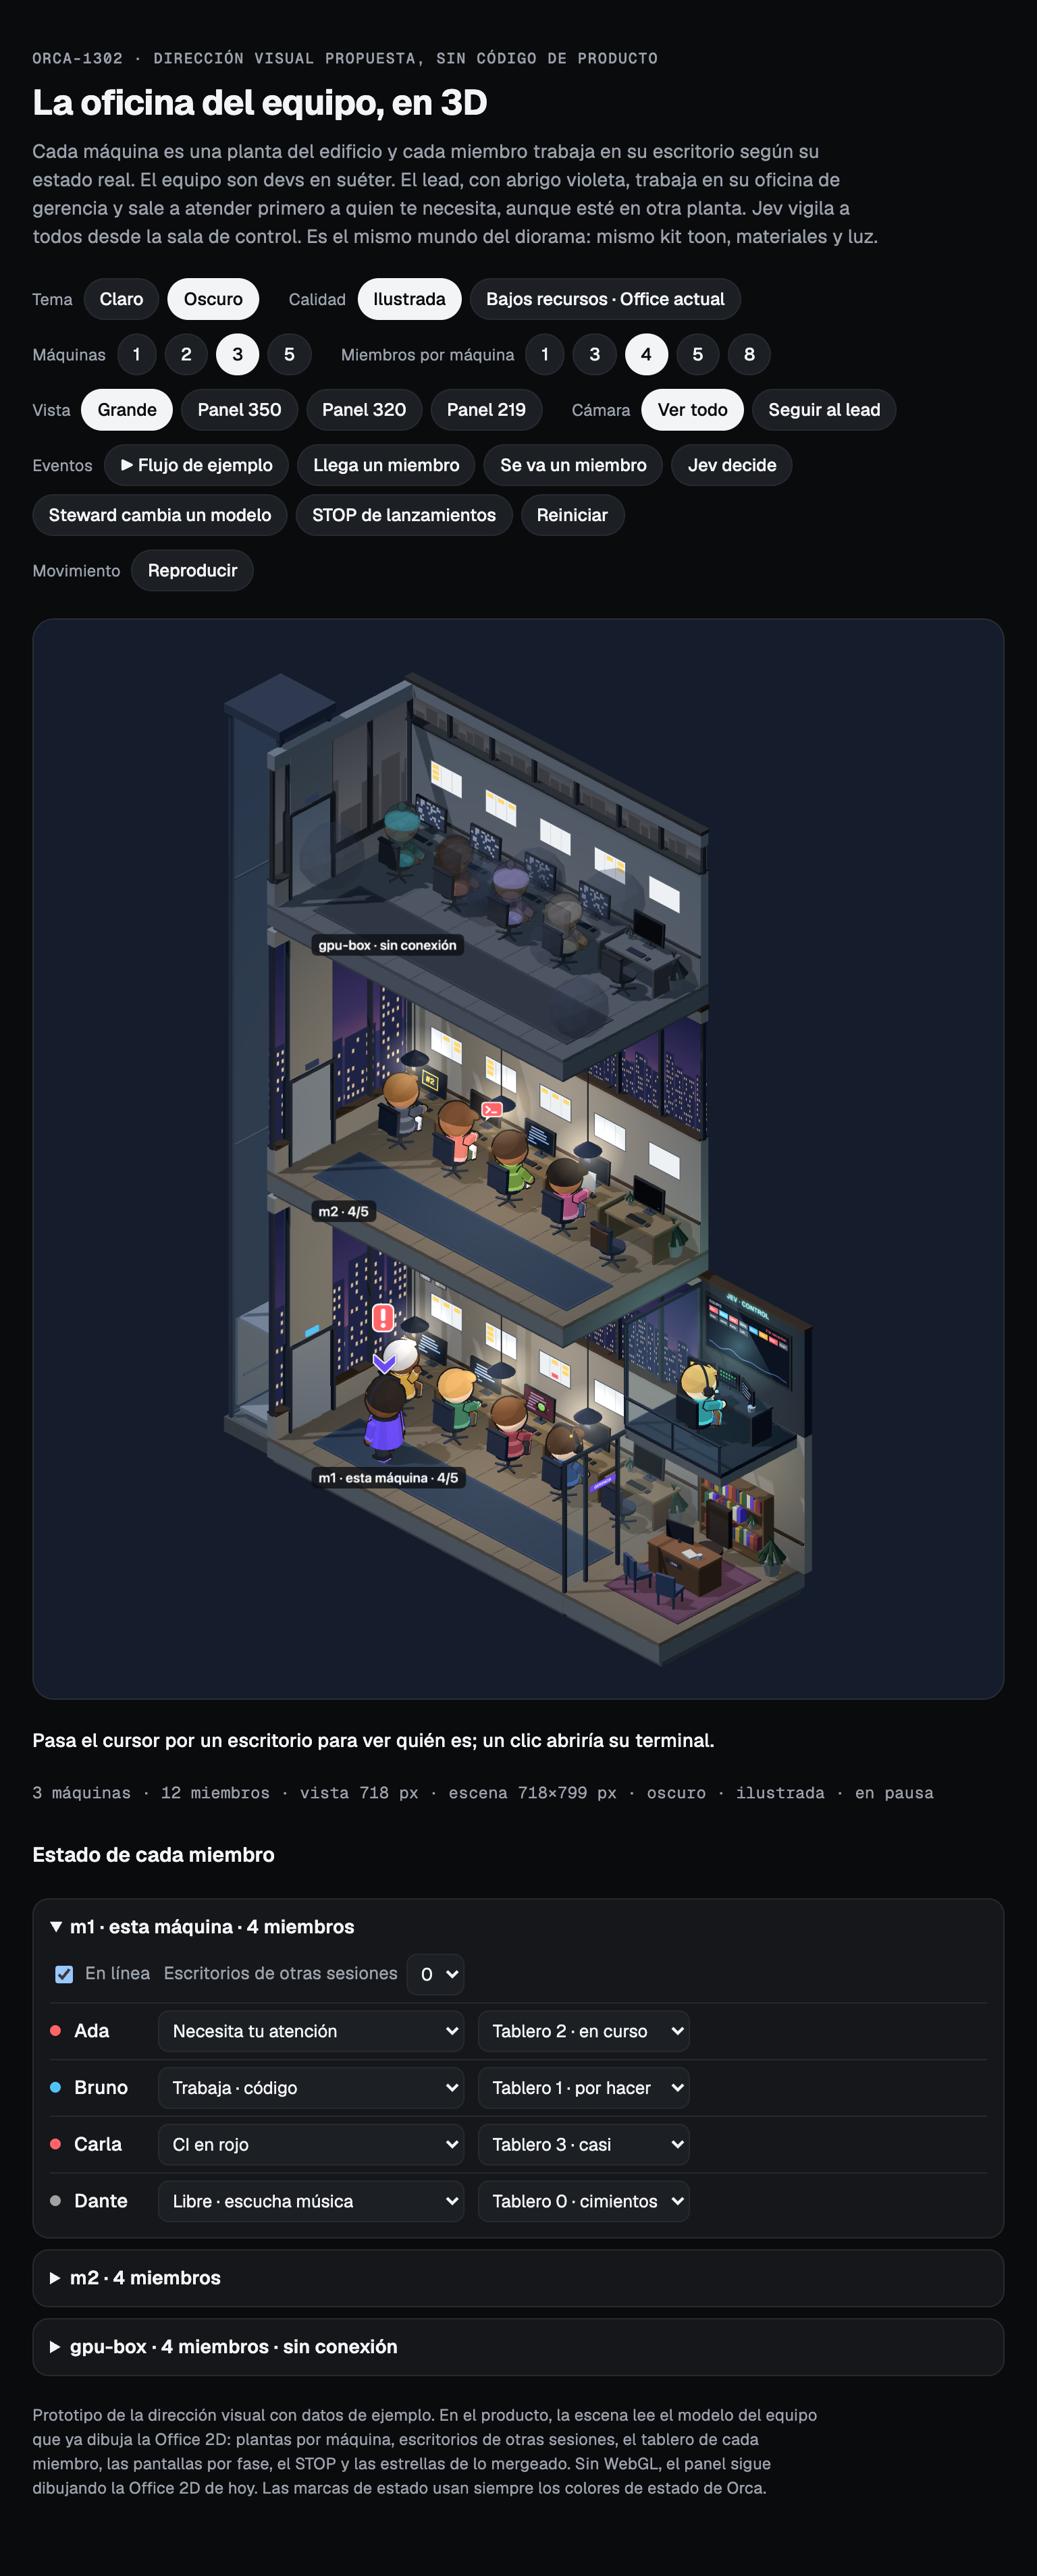 ORCA-1302 · DIRECCIÓN VISUAL PROPUESTA, SIN CÓDIGO DE PRODUCTO
La oficina del equipo, en 3D
Cada máquina es una planta del edificio y cada miembro trabaja en su escritorio según su
estado real. El equipo son devs en suéter. El lead, con abrigo violeta, trabaja en su oficina de
gerencia y sale a atender primero a quien te necesita, aunque esté en otra planta. Jev vigila a
todos desde la sala de control. Es el mismo mundo del diorama: mismo kit toon, materiales y luz.
Tema Claro Oscuro Calidad Ilustrada Bajos recursos · Office actual
Máquinas 1 2 3 5 Miembros por máquina 1 3 4 5 8
Vista Grande Panel 350 Panel 320 Panel 219 Cámara Ver todo Seguir al lead
Eventos ▶ Flujo de ejemplo Llega un miembro Se va un miembro Jev decide
Steward cambia un modelo STOP de lanzamientos Reiniciar
Movimiento Reproducir
gpu-box · sin conexión
#2
>_
m2 · 4/5
JEV · CONTROL
!
m1 · esta máquina · 4/5
Pasa el cursor por un escritorio para ver quién es; un clic abriría su terminal.
3 máquinas · 12 miembros · vista 718 px · escena 718×799 px · oscuro · ilustrada · en pausa
Estado de cada miembro
▼ m1 · esta máquina · 4 miembros
En línea Escritorios de otras sesiones 0
Ada Necesita tu atención Tablero 2 · en curso
Bruno Trabaja · código Tablero 1 · por hacer
Carla CI en rojo Tablero 3 · casi
Dante Libre · escucha música Tablero 0 · cimientos
▶ m2 · 4 miembros
▶ gpu-box · 4 miembros · sin conexión
Prototipo de la dirección visual con datos de ejemplo. En el producto, la escena lee el modelo del equipo
que ya dibuja la Office 2D: plantas por máquina, escritorios de otras sesiones, el tablero de cada
miembro, las pantallas por fase, el STOP y las estrellas de lo mergeado. Sin WebGL, el panel sigue
dibujando la Office 2D de hoy. Las marcas de estado usan siempre los colores de estado de Orca.